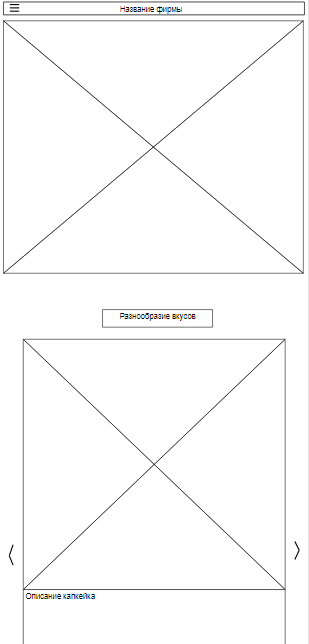 Название фирмы
Разнообразие вкусов
Описание капкейка